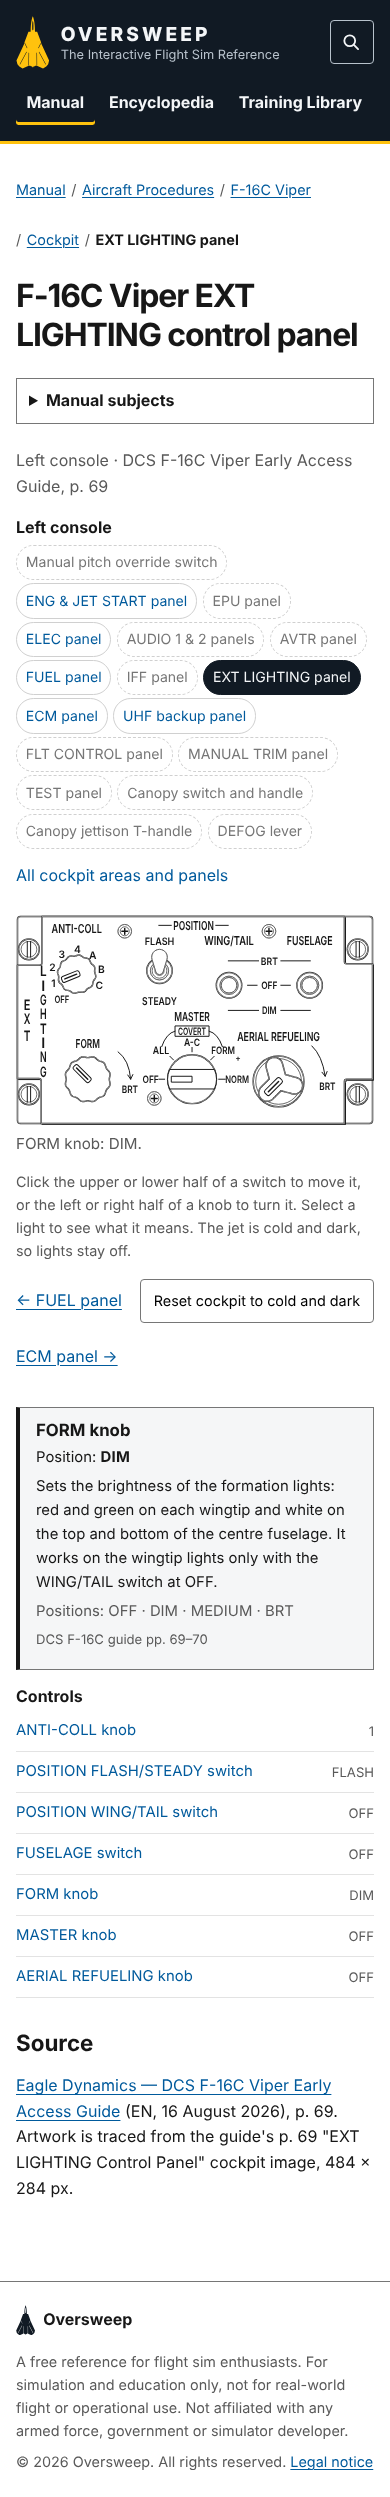 OVERSWEEP
The Interactive Flight Sim Reference
Manual Encyclopedia Training Library
Manual / Aircraft Procedures / F-16C Viper
/ Cockpit / EXT LIGHTING panel
F-16C Viper EXT
LIGHTING control panel
Manual subjects
Left console · DCS F-16C Viper Early Access
Guide, p. 69
Left console
Manual pitch override switch
ENG & JET START panel EPU panel
ELEC panel AUDIO 1 & 2 panels AVTR panel
FUEL panel IFF panel EXT LIGHTING panel
ECM panel UHF backup panel
FLT CONTROL panel MANUAL TRIM panel
TEST panel Canopy switch and handle
Canopy jettison T-handle DEFOG lever
All cockpit areas and panels
ANTI-COLL POSITION
FLASH WING/TAIL FUSELAGE
4
3 A
2 B
1 C
OFF
BRT
OFF
DIM
STEADY
EXT
LIGHTING
MASTER
COVERT
A-C
ALL FORM
OFF NORM
FORM
BRT
AERIAL REFUELING
BRT
FORM knob: DIM.
Click the upper or lower half of a switch to move it,
or the left or right half of a knob to turn it. Select a
light to see what it means. The jet is cold and dark,
so lights stay off.
← FUEL panel Reset cockpit to cold and dark
ECM panel →
FORM knob
Position: DIM
Sets the brightness of the formation lights:
red and green on each wingtip and white on
the top and bottom of the centre fuselage. It
works on the wingtip lights only with the
WING/TAIL switch at OFF.
Positions: OFF · DIM · MEDIUM · BRT
DCS F-16C guide pp. 69–70
Controls
ANTI-COLL knob 1
POSITION FLASH/STEADY switch FLASH
POSITION WING/TAIL switch OFF
FUSELAGE switch OFF
FORM knob DIM
MASTER knob OFF
AERIAL REFUELING knob OFF
Source
Eagle Dynamics — DCS F-16C Viper Early
Access Guide (EN, 16 August 2026), p. 69.
Artwork is traced from the guide's p. 69 "EXT
LIGHTING Control Panel" cockpit image, 484 ×
284 px.
Oversweep
A free reference for flight sim enthusiasts. For
simulation and education only, not for real-world
flight or operational use. Not affiliated with any
armed force, government or simulator developer.
© 2026 Oversweep. All rights reserved. Legal notice